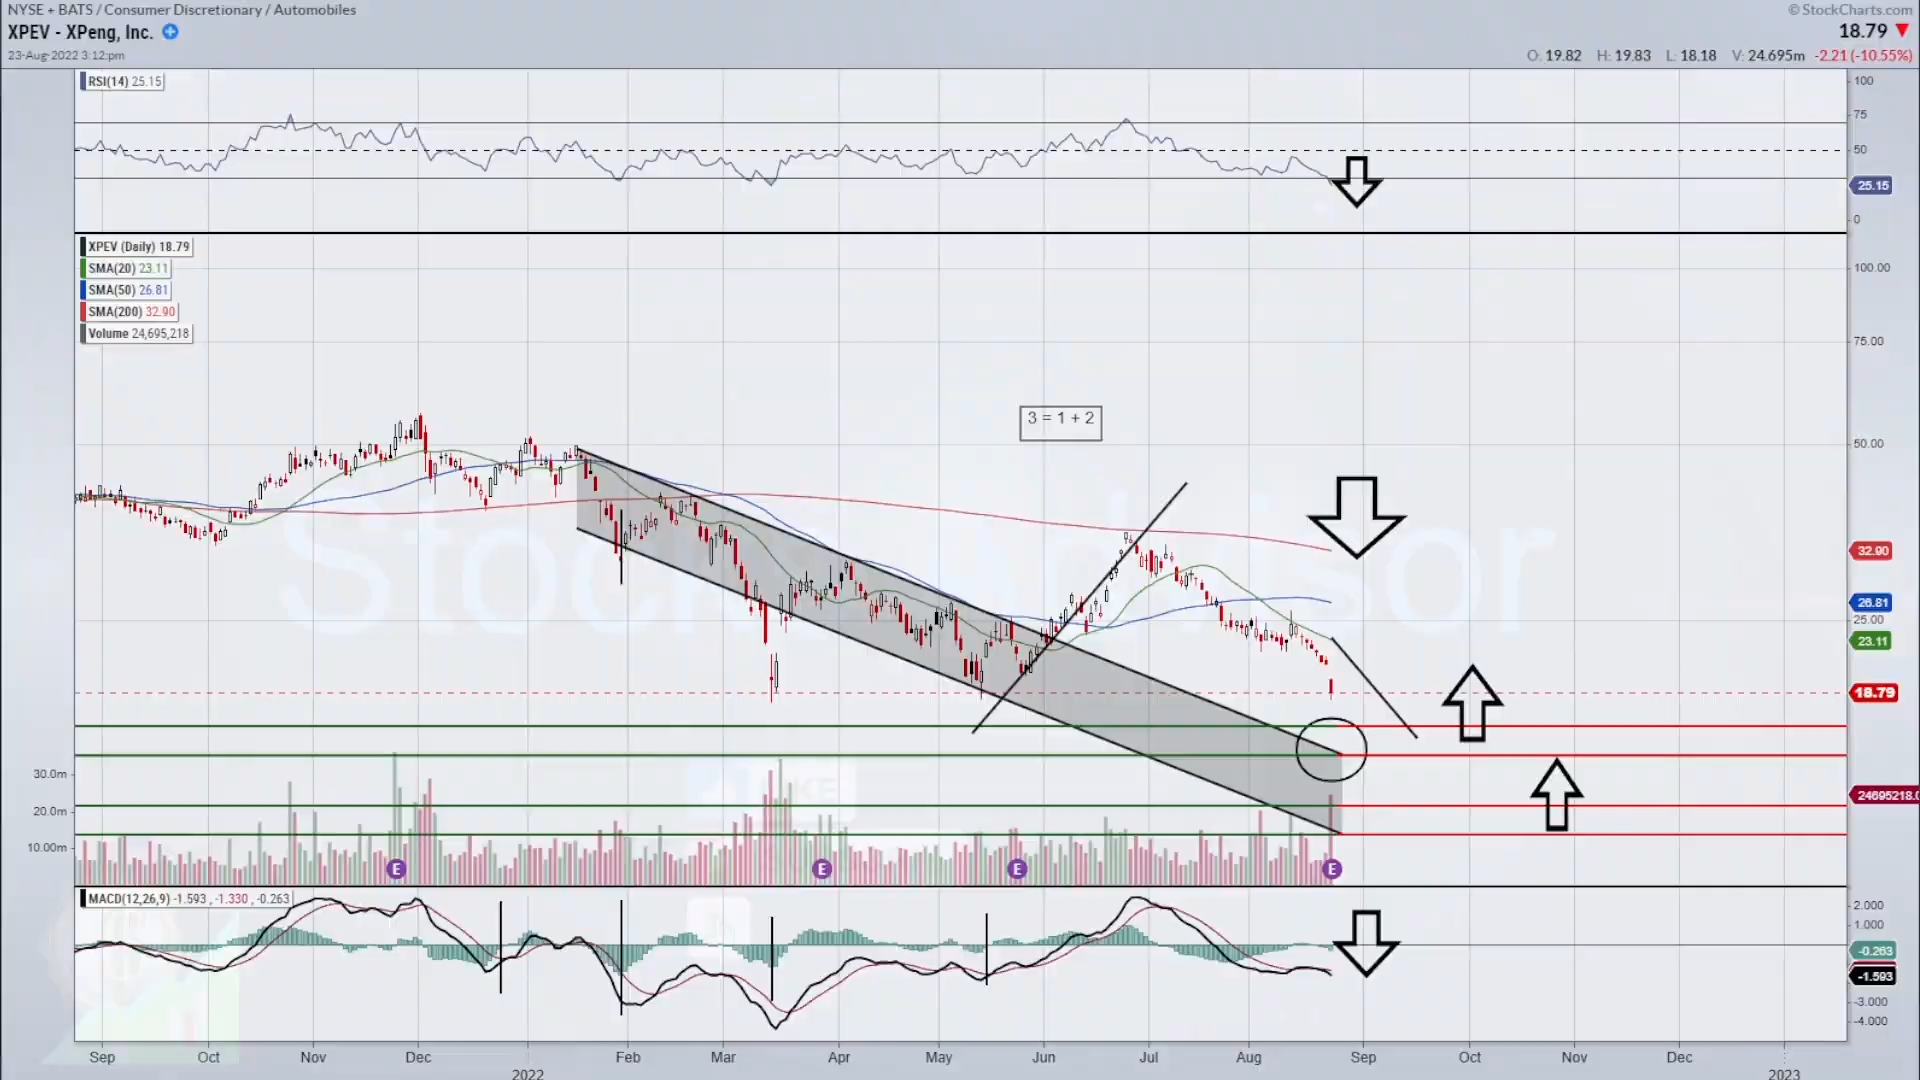 NYSE + BATS / Consumer Discretionary / Automobiles
© StockCharts.com
XPEV - XPeng, Inc.
18.79
23-Aug-2022 3:12:pm
O: 19.82 H: 19.83 L: 18.18 V: 24.695m -2.21 (-10.55%)
RSI(14) 25.15
100
75
50
25.15
0
XPEV (Daily) 18.79
SMA(20) 23.11
SMA(50) 26.81
SMA(200) 32.90
Volume 24,695,218
100.00
75.00
3 = 1 + 2
50.00
32.90
26.81
25.00
23.11
18.79
30.0m
20.0m
10.00m
24695218.0
E
E
E
E
MACD(12,26,9) -1.593 , -1.330 , -0.263
2.000
1.000
-0.263
-1.593
-3.000
-4.000
Sep Oct Nov Dec Feb Mar Apr May Jun Jul Aug Sep Oct Nov Dec
2022 2023